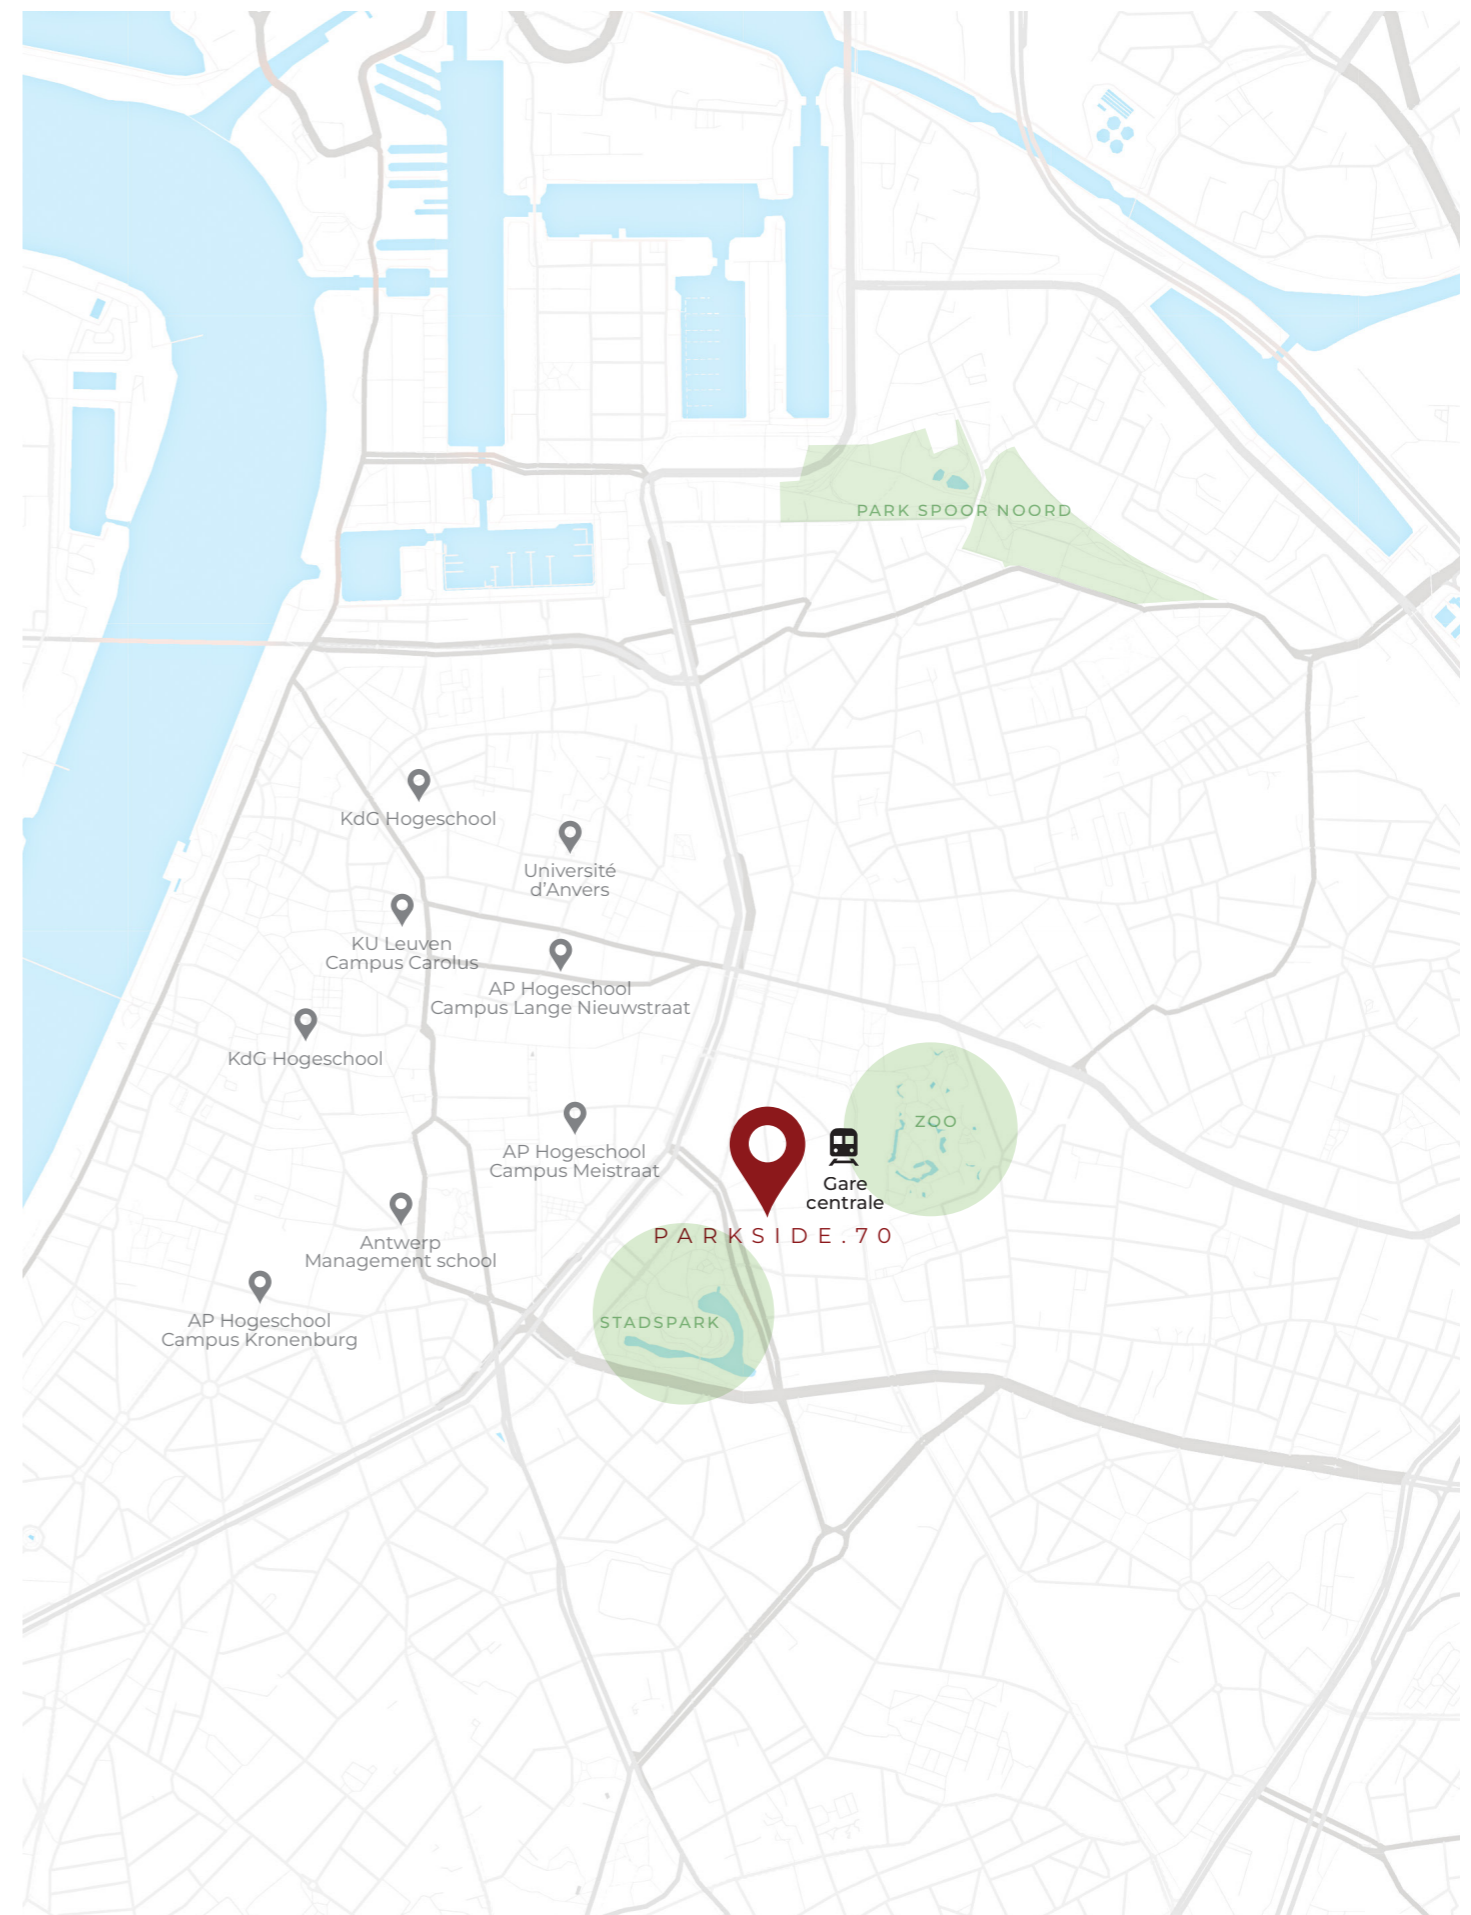 PARK SPOOR NOORD
KdG Hogeschool
Université
d'Anvers
KU Leuven
Campus Carolus
AP Hogeschool
Campus Lange Nieuwstraat
KdG Hogeschool
ZOO
AP Hogeschool
Campus Meistraat
Gare
centrale
PARKSIDE.70
Antwerp
Management school
AP Hogeschool
Campus Kronenburg
STADSPARK